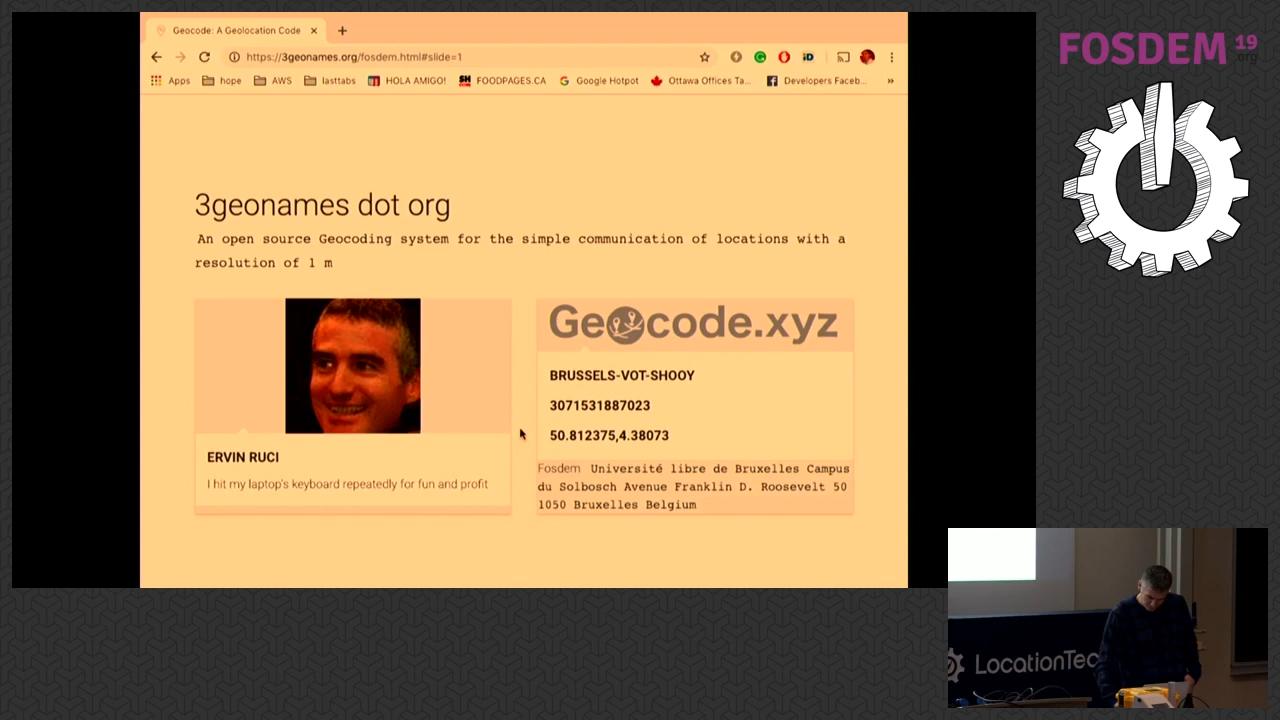 Geocode: A Geolocation Code
https://3geonames.org/fosdem.html#slide=1
Apps hope AWS lasttabs HOLA AMIGO! FOODPAGES.CA Google Hotpot Ottawa Offices Ta... Developers Faceb... »
3geonames dot org
An open source Geocoding system for the simple communication of locations with a
resolution of 1 m
ERVIN RUCI
I hit my laptop's keyboard repeatedly for fun and profit
Geocode.xyz
BRUSSELS-VOT-SHOOY
3071531887023
50.812375,4.38073
Fosdem Université libre de Bruxelles Campus
du Solbosch Avenue Franklin D. Roosevelt 50
1050 Bruxelles Belgium
FOSDEM 19
.org
LocationTec